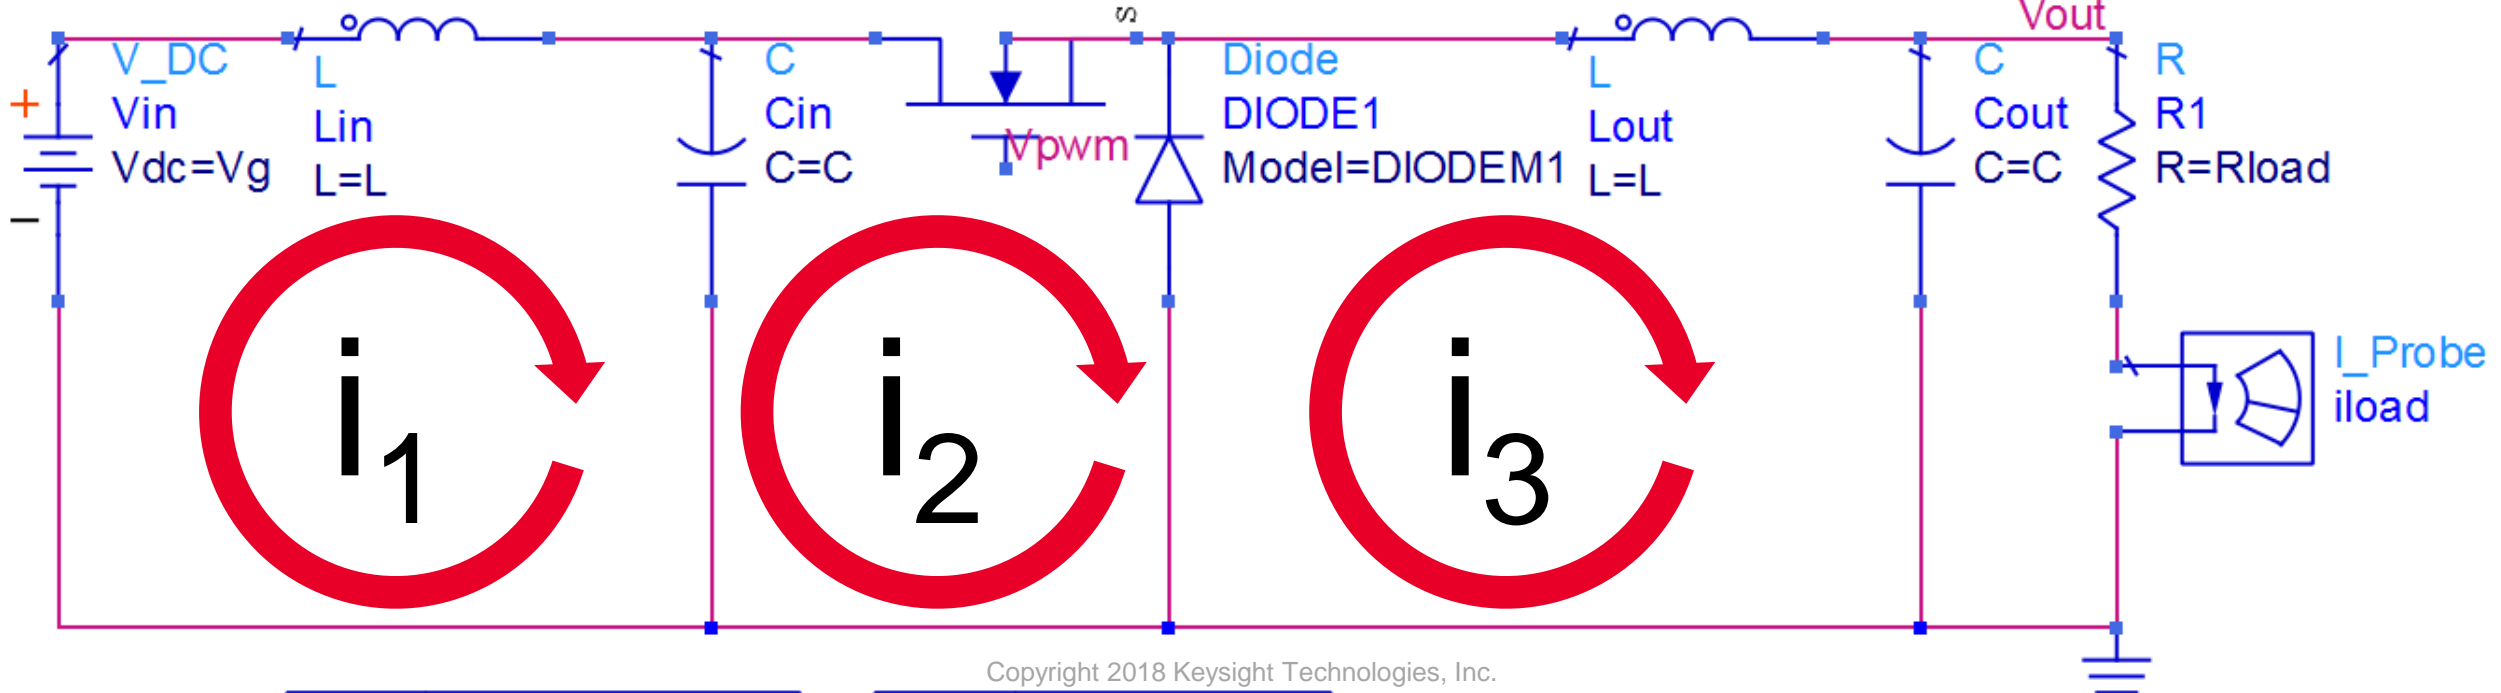 S
Vout
V_DC
Vin
Vdc=Vg
L
Lin
L=L
C
Cin
C=C
Vpwm
Diode
DIODE1
Model=DIODEM1
L
Lout
L=L
C
Cout
C=C
R
R1
R=Rload
I_Probe
iload
i1
i2
i3
Copyright 2018 Keysight Technologies, Inc.